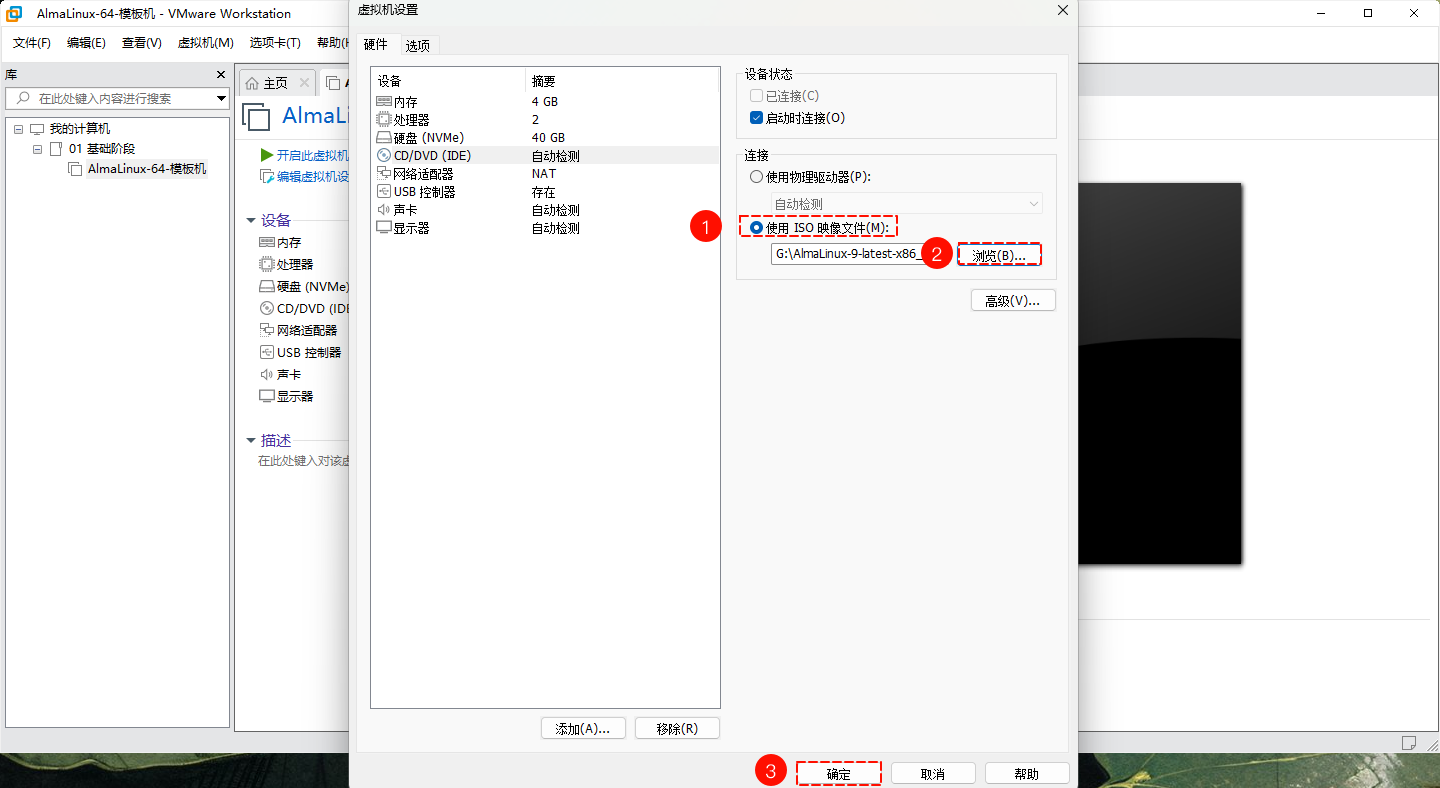 AlmaLinux-64-模板机 - VMware Workstation
文件(F) 编辑(E) 查看(V) 虚拟机(M) 选项卡(T) 帮助(H
库
在此处键入内容进行搜索
我的计算机
01 基础阶段
AlmaLinux-64-模板机
主页
AlmaLi
开启此虚拟机
编辑虚拟机设
设备
内存
处理器
硬盘 (NVMe)
CD/DVD (IDE
网络适配器
USB 控制器
声卡
显示器
描述
在此处键入对该虚
虚拟机设置
硬件 选项
设备 摘要
内存 4 GB
处理器 2
硬盘 (NVMe) 40 GB
CD/DVD (IDE) 自动检测
网络适配器 NAT
USB 控制器 存在
声卡 自动检测
显示器 自动检测
添加(A)... 移除(R)
设备状态
已连接(C)
启动时连接(O)
连接
使用物理驱动器(P):
自动检测
1 使用 ISO 映像文件(M):
G:\AlmaLinux-9-latest-x86_ 2 浏览(B)...
高级(V)...
3 确定 取消 帮助